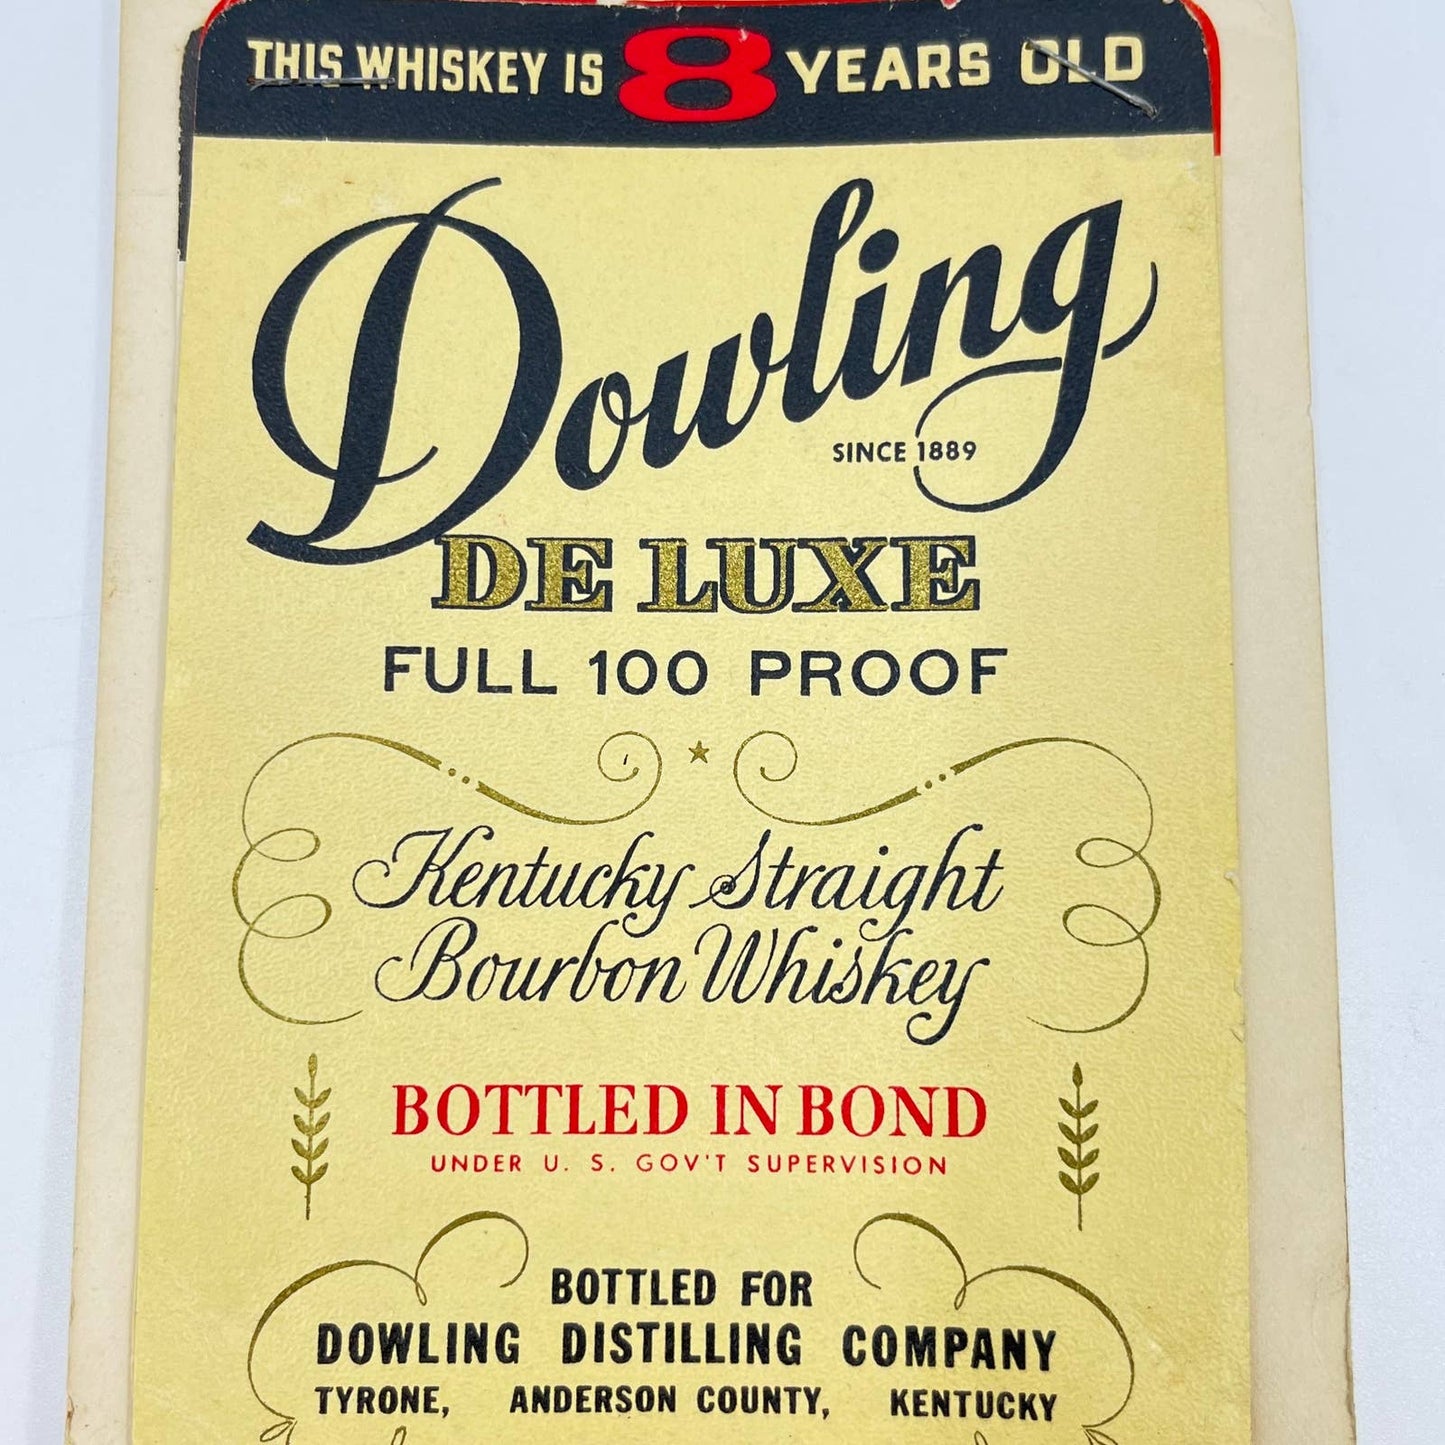 THIS WHISKEY IS 8 YEARS OLD
Dowling
SINCE 1889
DE LUXE
FULL 100 PROOF
Kentucky Straight
Bourbon Whiskey
BOTTLED IN BOND
UNDER U. S. GOV'T SUPERVISION
BOTTLED FOR
DOWLING DISTILLING COMPANY
TYRONE, ANDERSON COUNTY, KENTUCKY